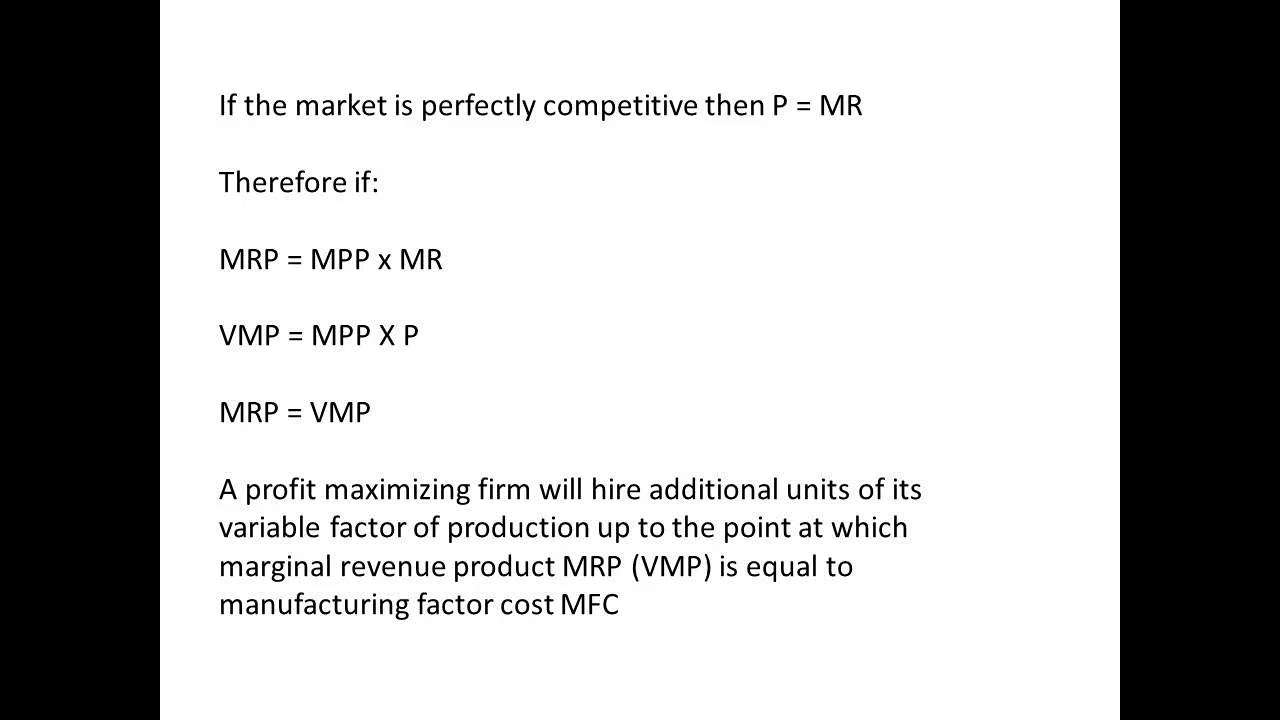 If the market is perfectly competitive then P = MR
Therefore if:
MRP = MPP x MR
VMP = MPP X P
MRP = VMP
A profit maximizing firm will hire additional units of its
variable factor of production up to the point at which
marginal revenue product MRP (VMP) is equal to
manufacturing factor cost MFC